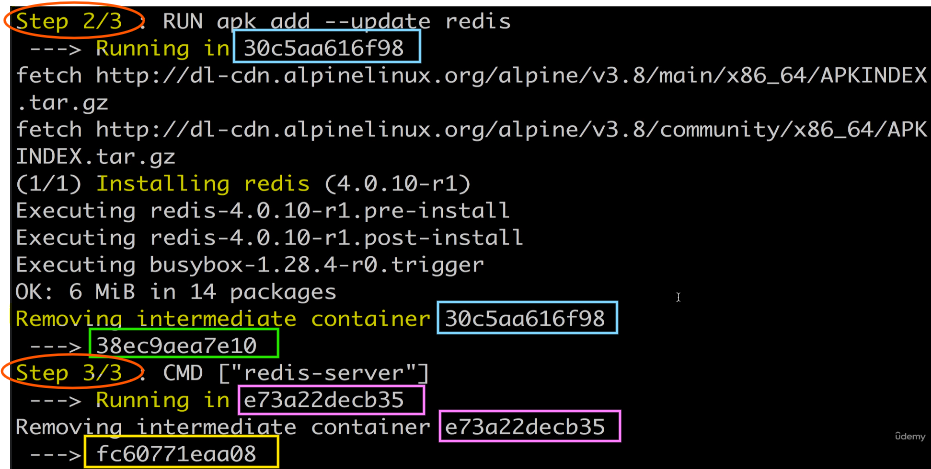 Step 2/3 : RUN apk add --update redis
---> Running in 30c5aa616f98
fetch http://dl-cdn.alpinelinux.org/alpine/v3.8/main/x86_64/APKINDEX
.tar.gz
fetch http://dl-cdn.alpinelinux.org/alpine/v3.8/community/x86_64/APK
INDEX.tar.gz
(1/1) Installing redis (4.0.10-r1)
Executing redis-4.0.10-r1.pre-install
Executing redis-4.0.10-r1.post-install
Executing busybox-1.28.4-r0.trigger
OK: 6 MiB in 14 packages
Removing intermediate container 30c5aa616f98
---> 38ec9aea7e10
Step 3/3 : CMD ["redis-server"]
---> Running in e73a22decb35
Removing intermediate container e73a22decb35
---> fc60771eaa08
ûdemy